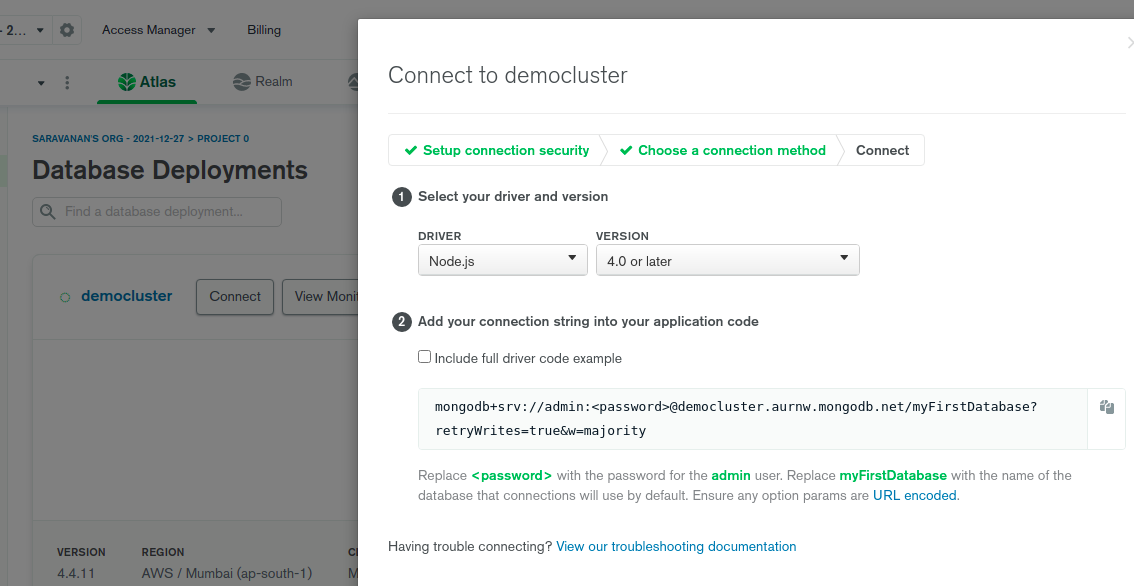 - 2... Access Manager Billing
Atlas Realm
SARAVANAN'S ORG - 2021-12-27 > PROJECT 0
Database Deployments
Find a database deployment...
democluster Connect View Monit
VERSION REGION
4.4.11 AWS / Mumbai (ap-south-1)
Connect to democluster
Setup connection security Choose a connection method Connect
1 Select your driver and version
DRIVER VERSION
Node.js 4.0 or later
2 Add your connection string into your application code
Include full driver code example
mongodb+srv://admin:<password>@democluster.aurnw.mongodb.net/myFirstDatabase?
retryWrites=true&w=majority
Replace <password> with the password for the admin user. Replace myFirstDatabase with the name of the
database that connections will use by default. Ensure any option params are URL encoded.
Having trouble connecting? View our troubleshooting documentation